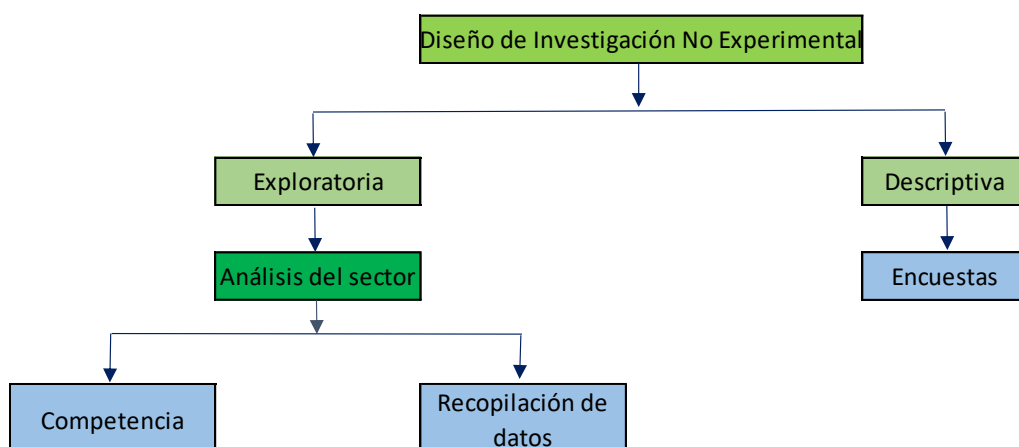 Diseño de Investigación No Experimental
Exploratoria
Descriptiva
Análisis del sector
Encuestas
Competencia
Recopilación de
datos